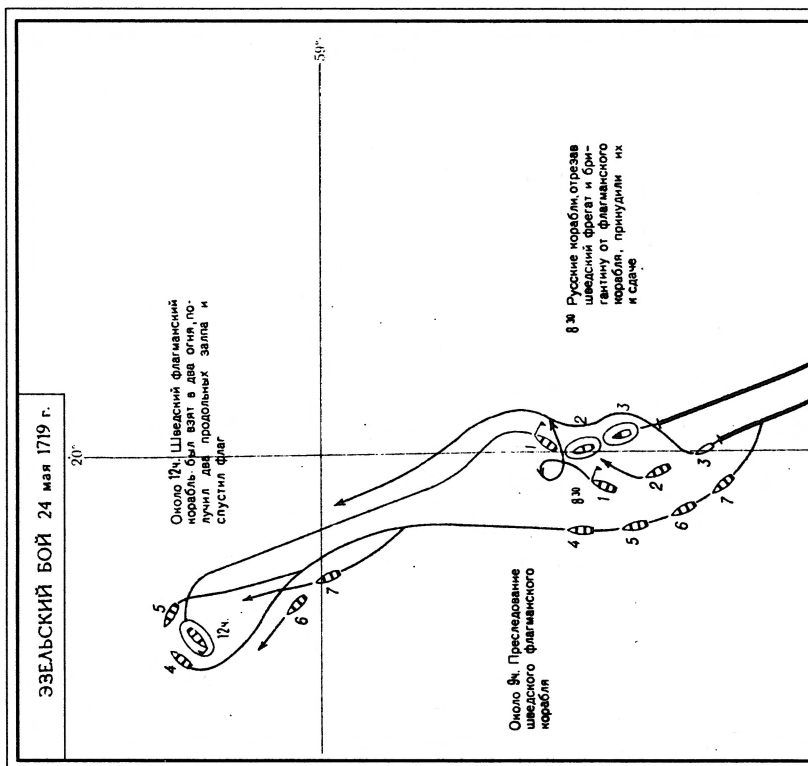 ЭЗЕЛЬСКИЙ БОЙ 24 мая 1719 г.
20°
59°
Около 12ч. Шведский флагманский
корабль был взят в два огня, по-
лучил два продольных залпа и
спустил флаг
5
4
12ч.
6
7
8 30 Русские корабли, отрезав
шведский фрегат и бри-
гантину от флагманского
корабля, принудили их
к сдаче
1
2
3
8 30
1
2
3
4
5
6
7
Около 9ч. Преследование
шведского флагманского
корабля